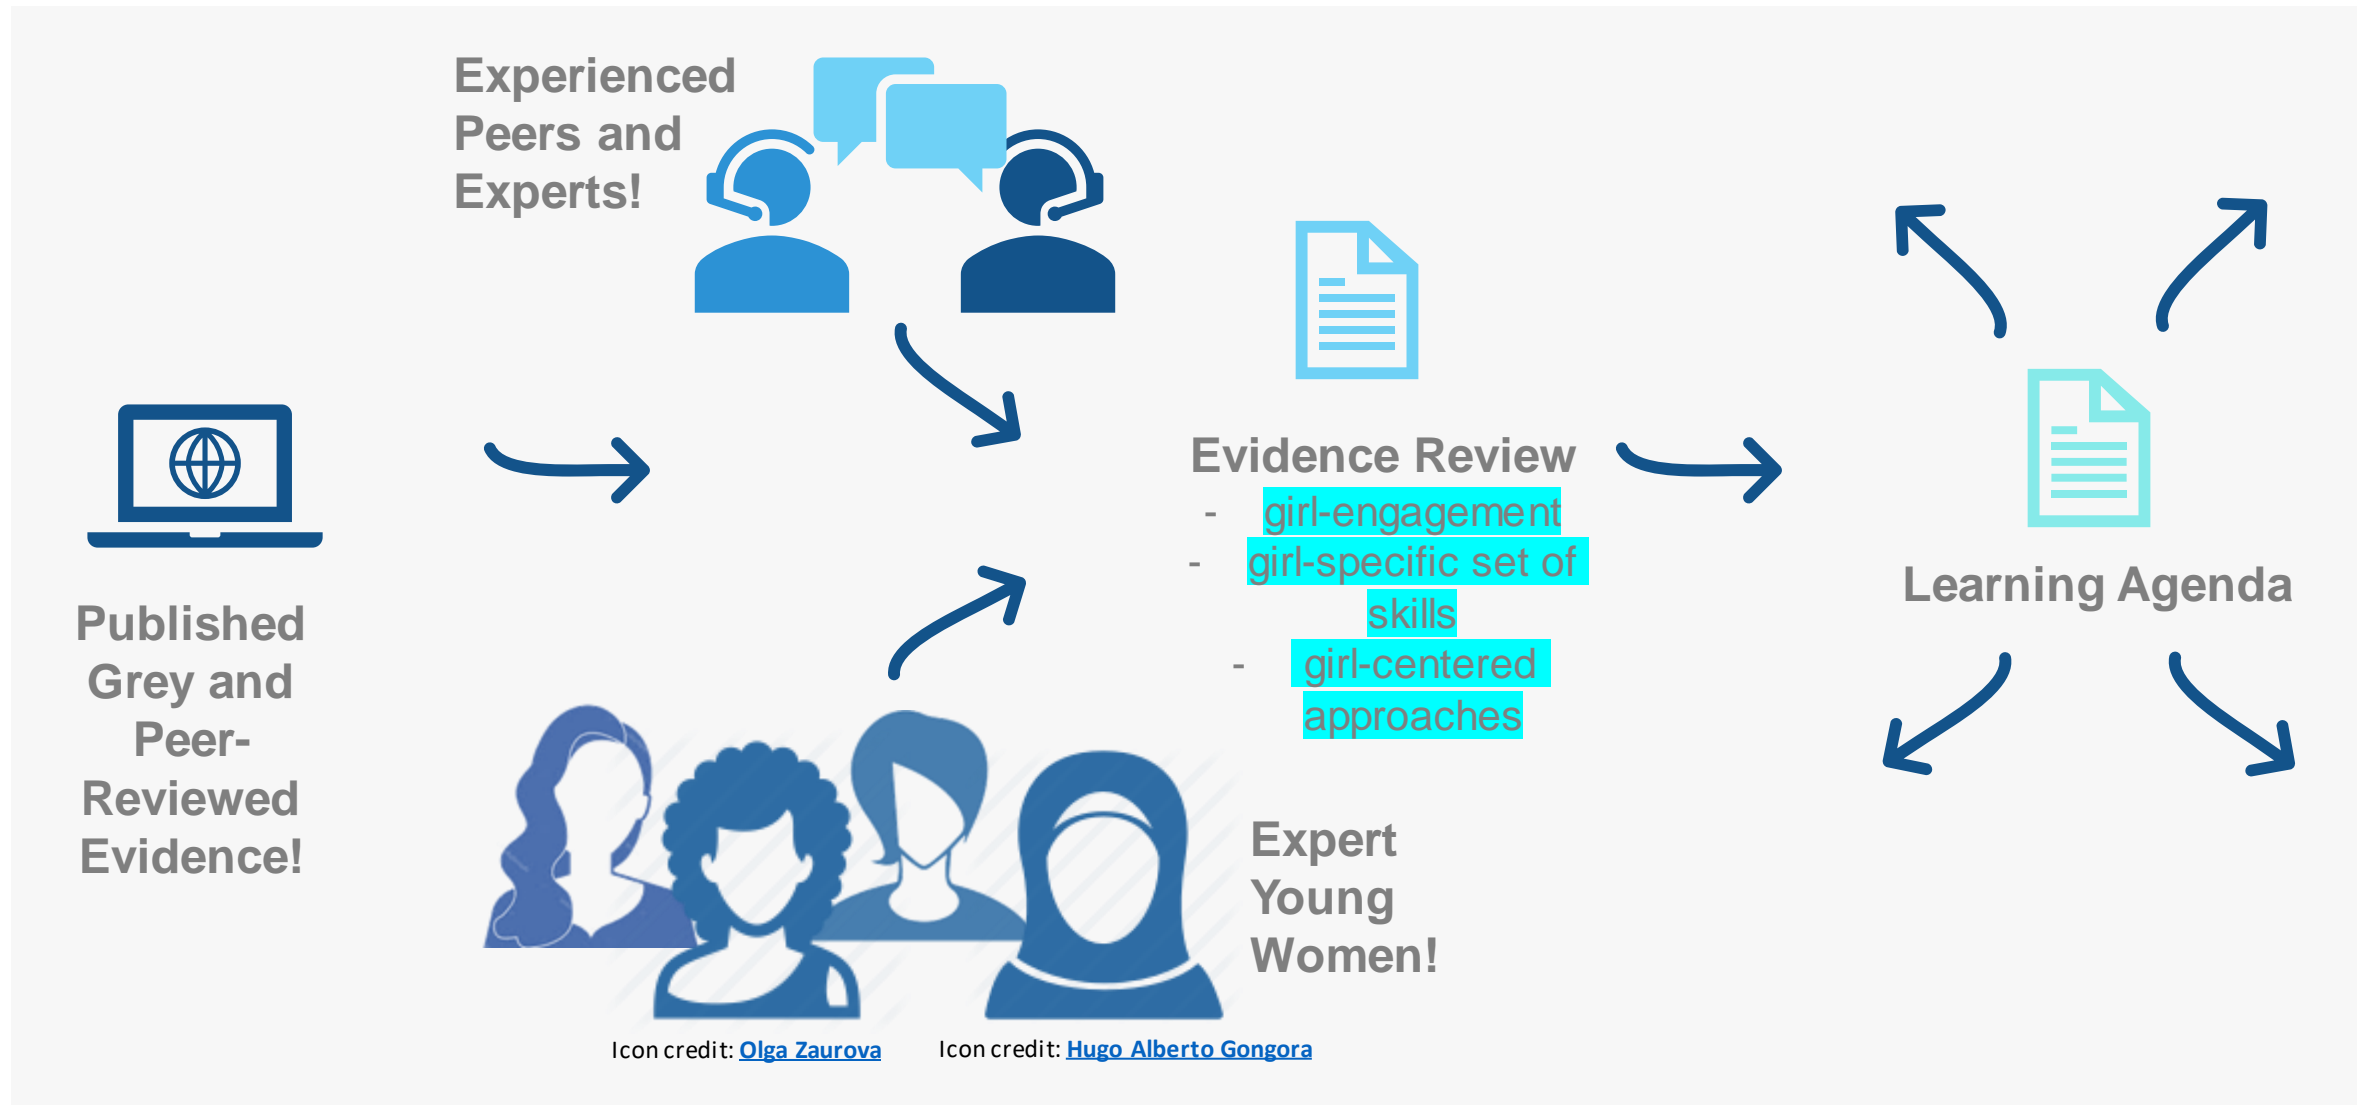 Experienced
Peers and
Experts!
Published
Grey and
Peer-
Reviewed
Evidence!
Evidence Review
- girl-engagement
- girl-specific set of
skills
- girl-centered
approaches
Learning Agenda
Expert
Young
Women!
Icon credit: Olga Zaurova
Icon credit: Hugo Alberto Gongora